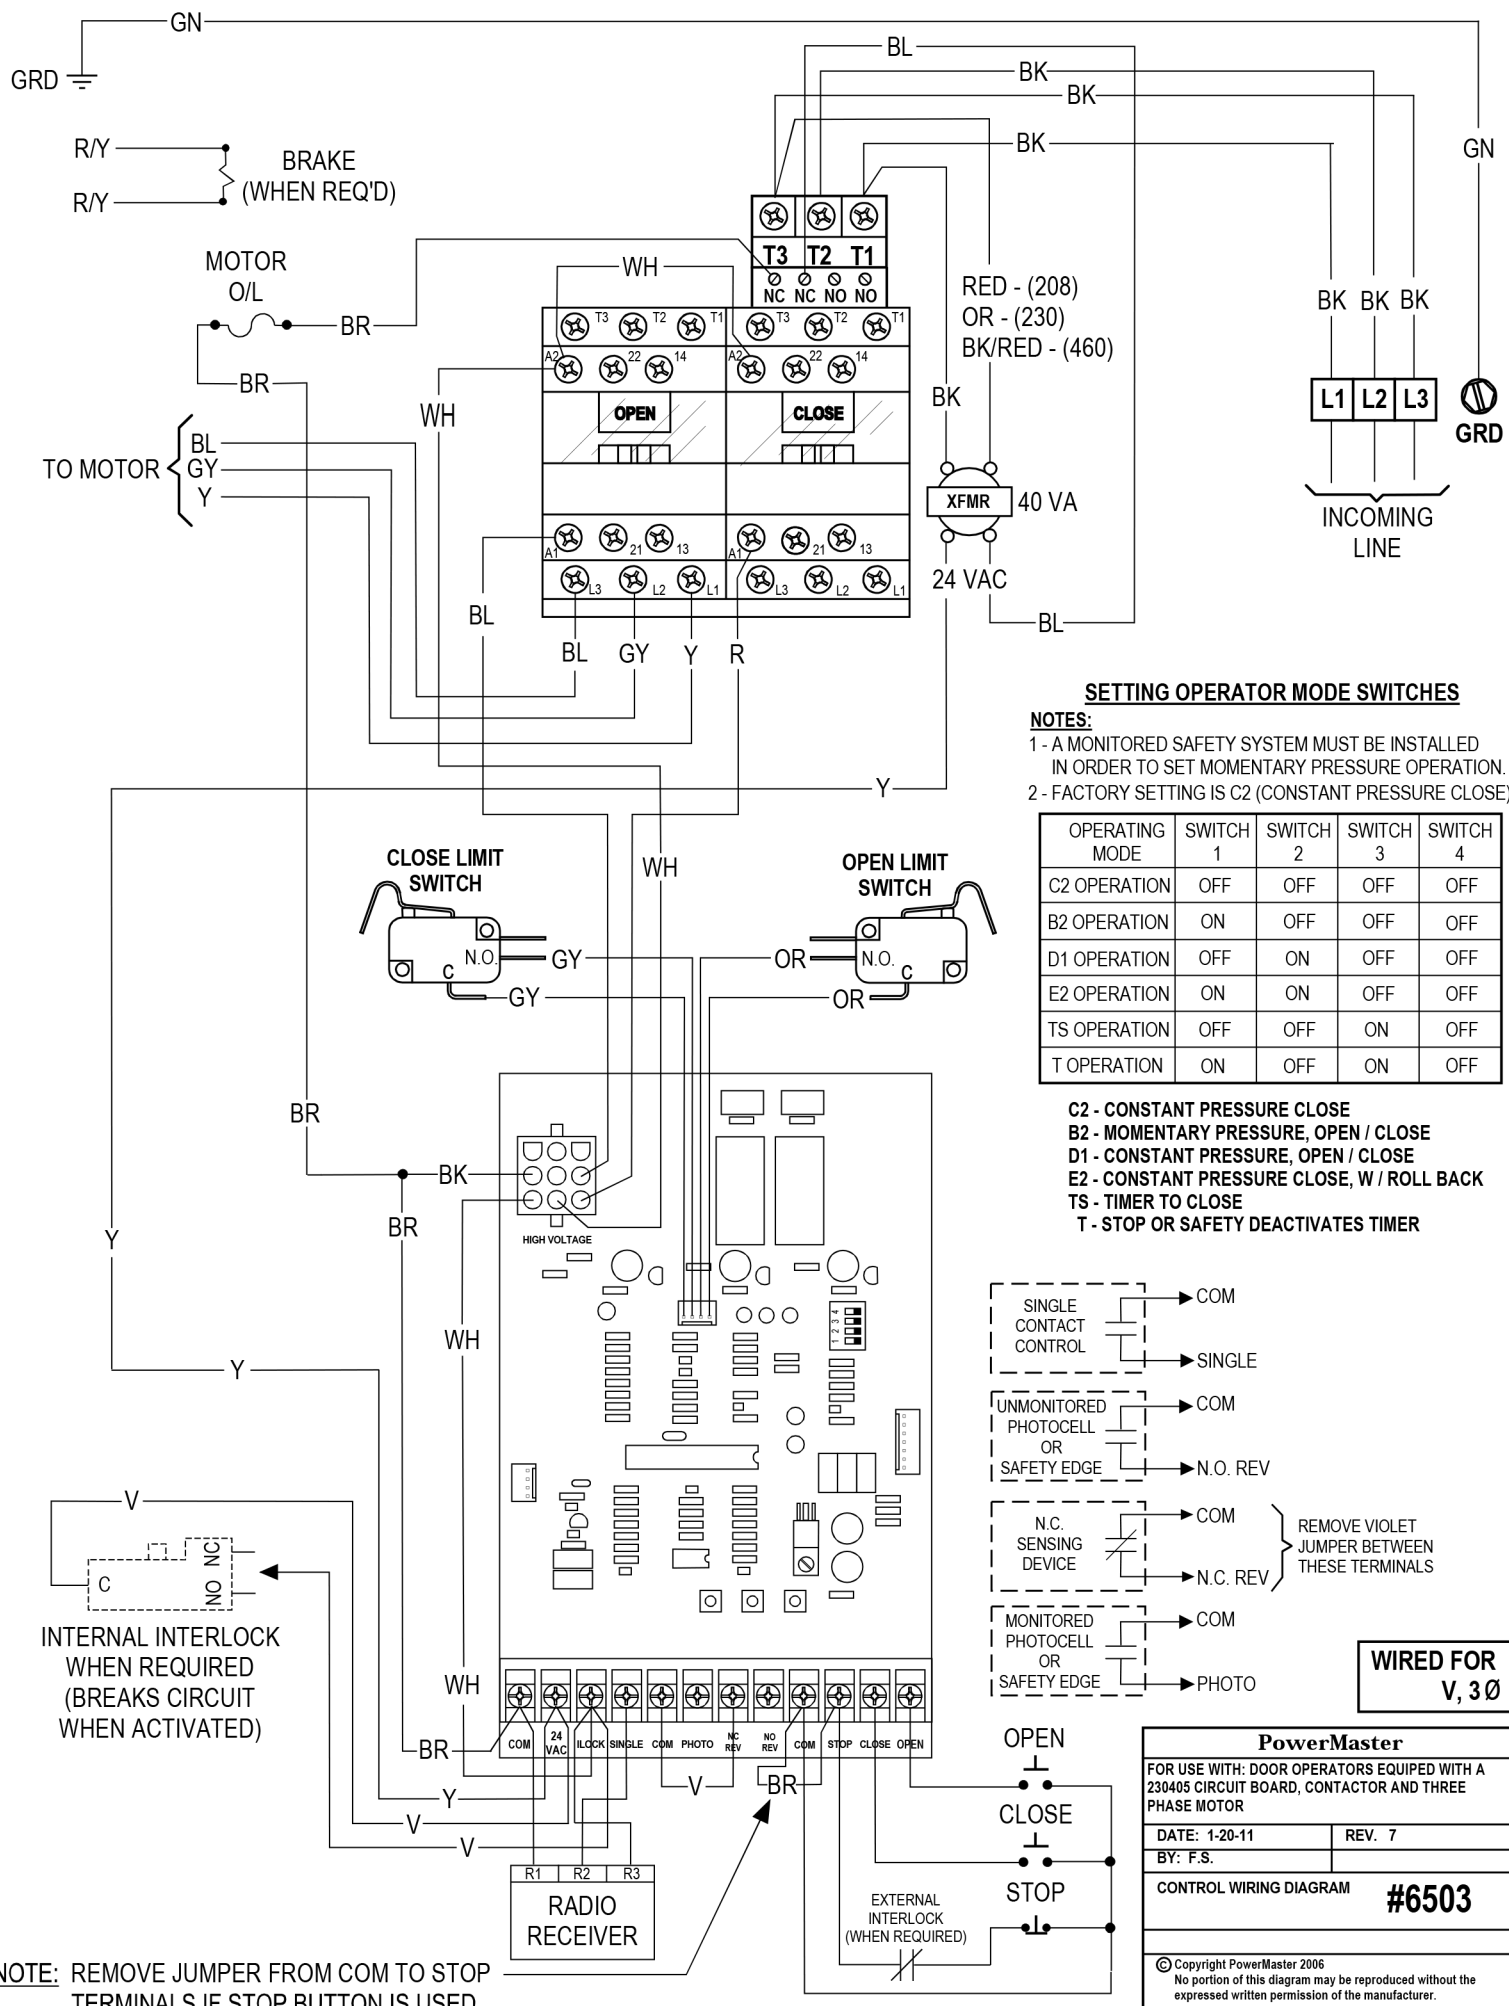 GN
GRD
BL
BK
BK
BK
GN
R/Y
R/Y
BRAKE
(WHEN REQ'D)
MOTOR
O/L
BR
BR
WH
T3 T2 T1
NC NC NO NO
T3 T2 T1 T3 T2 T1
A2 22 14 A2 22 14
OPEN CLOSE
A1 21 13 A1 21 13
L3 L2 L1 L3 L2 L1
RED - (208)
OR - (230)
BK/RED - (460)
BK
BK BK BK
L1 L2 L3
GRD
INCOMING
LINE
WH
TO MOTOR
BL
GY
Y
XFMR
40 VA
24 VAC
BL
BL
BL GY Y R
Y
WH
SETTING OPERATOR MODE SWITCHES
NOTES:
1 - A MONITORED SAFETY SYSTEM MUST BE INSTALLED
IN ORDER TO SET MOMENTARY PRESSURE OPERATION.
2 - FACTORY SETTING IS C2 (CONSTANT PRESSURE CLOSE)
OPERATING MODE SWITCH 1 SWITCH 2 SWITCH 3 SWITCH 4
C2 OPERATION OFF OFF OFF OFF
B2 OPERATION ON OFF OFF OFF
D1 OPERATION OFF ON OFF OFF
E2 OPERATION ON ON OFF OFF
TS OPERATION OFF OFF ON OFF
T OPERATION ON OFF ON OFF
C2 - CONSTANT PRESSURE CLOSE
B2 - MOMENTARY PRESSURE, OPEN / CLOSE
D1 - CONSTANT PRESSURE, OPEN / CLOSE
E2 - CONSTANT PRESSURE CLOSE, W / ROLL BACK
TS - TIMER TO CLOSE
T - STOP OR SAFETY DEACTIVATES TIMER
CLOSE LIMIT
SWITCH
N.O.
C
GY
GY
OPEN LIMIT
SWITCH
N.O.
C
OR
OR
BR
BK
BR
HIGH VOLTAGE
Y
WH
Y
1 2 3 4
SINGLE
CONTACT
CONTROL
COM
SINGLE
UNMONITORED
PHOTOCELL
OR
SAFETY EDGE
COM
N.O. REV
N.C.
SENSING
DEVICE
COM
N.C. REV
REMOVE VIOLET
JUMPER BETWEEN
THESE TERMINALS
MONITORED
PHOTOCELL
OR
SAFETY EDGE
COM
PHOTO
V
C
NC
NO
INTERNAL INTERLOCK
WHEN REQUIRED
(BREAKS CIRCUIT
WHEN ACTIVATED)
WH
BR
Y
V
V
COM 24 VAC ILOCK SINGLE COM PHOTO NC REV NO REV COM STOP CLOSE OPEN
V
BR
R1 R2 R3
RADIO
RECEIVER
OPEN
CLOSE
STOP
EXTERNAL
INTERLOCK
(WHEN REQUIRED)
NOTE: REMOVE JUMPER FROM COM TO STOP
TERMINALS IF STOP BUTTON IS USED
WIRED FOR
V, 3Ø
PowerMaster
FOR USE WITH: DOOR OPERATORS EQUIPED WITH A
230405 CIRCUIT BOARD, CONTACTOR AND THREE
PHASE MOTOR
DATE: 1-20-11 REV. 7
BY: F.S.
CONTROL WIRING DIAGRAM #6503
© Copyright PowerMaster 2006
No portion of this diagram may be reproduced without the
expressed written permission of the manufacturer.